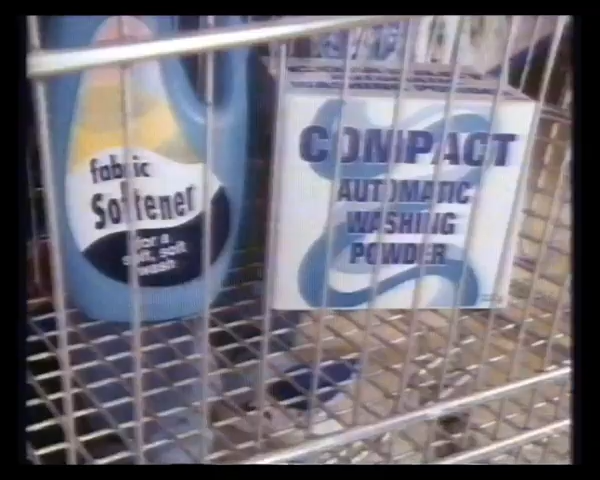 fabric
Softener
for a
soft, soft
wash
COMPACT
AUTOMATIC
WASHING
POWDER